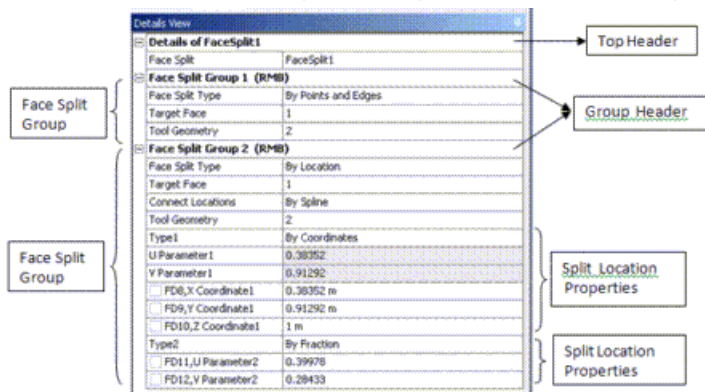 Details View
Details of FaceSplit1
Face Split FaceSplit1
Face Split Group 1 (RMB)
Face Split Type By Points and Edges
Target Face 1
Tool Geometry 2
Face Split Group 2 (RMB)
Face Split Type By Location
Target Face 1
Connect Locations By Spline
Tool Geometry 2
Type1 By Coordinates
U Parameter1 0.38352
V Parameter1 0.91292
FD8,X Coordinate1 0.38352 m
FD9,Y Coordinate1 0.91292 m
FD10,Z Coordinate1 1 m
Type2 By Fraction
FD11,U Parameter2 0.39978
FD12,V Parameter2 0.28433
Face Split
Group
Face Split
Group
Top Header
Group Header
Split Location
Properties
Split Location
Properties